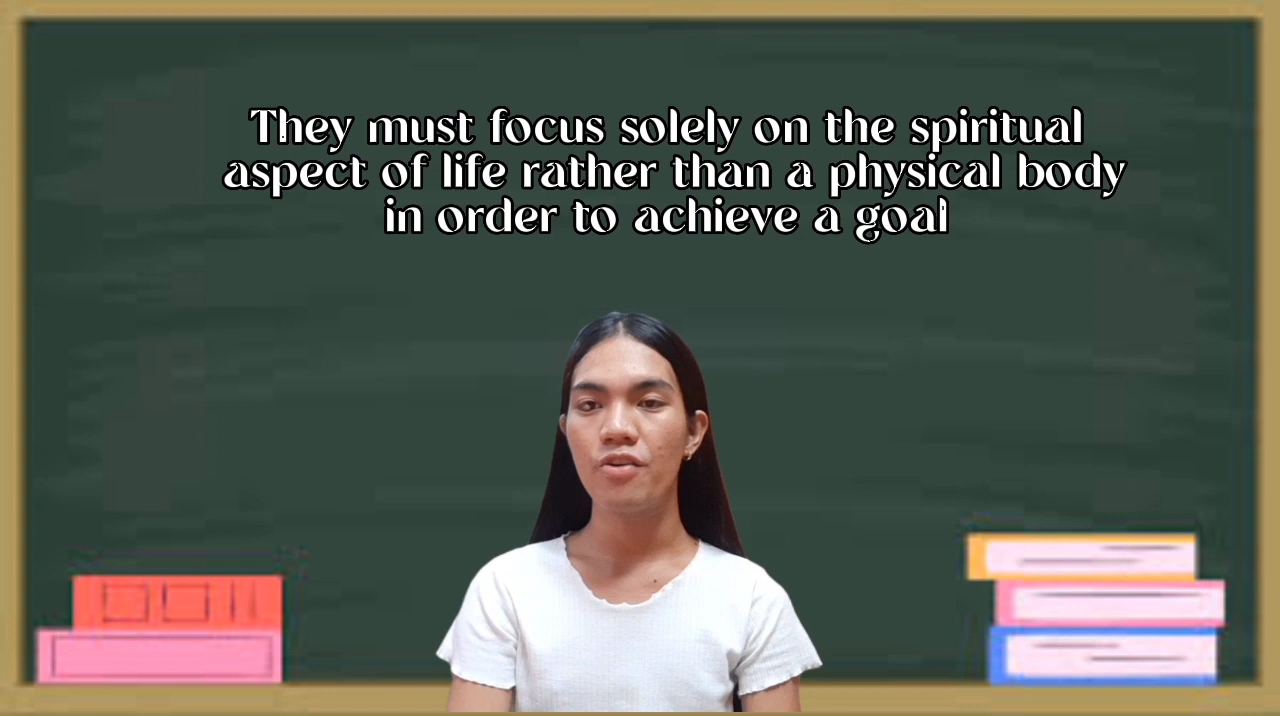 They must focus solely on the spiritual
aspect of life rather than a physical body
in order to achieve a goal